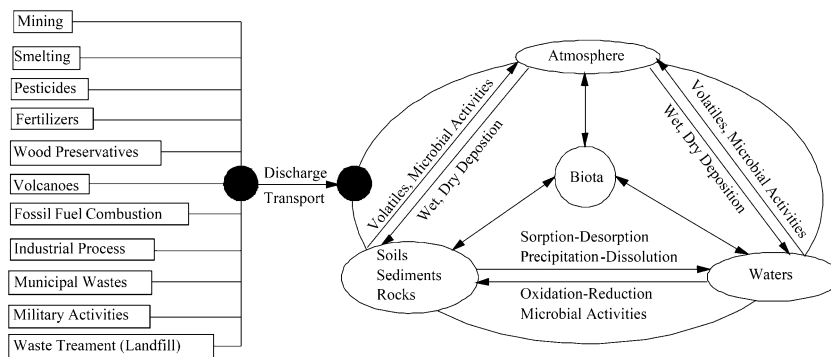 Mining
Smelting
Pesticides
Fertilizers
Wood Preservatives
Volcanoes
Fossil Fuel Combustion
Industrial Process
Municipal Wastes
Military Activities
Waste Treament (Landfill)
Discharge
Transport
Atmosphere
Volatiles, Microbial Activities
Wet, Dry Depostion
Biota
Volatiles, Microbial Activities
Wet, Dry Deposition
Soils
Sediments
Rocks
Sorption-Desorption
Precipitation-Dissolution
Oxidation-Reduction
Microbial Activities
Waters